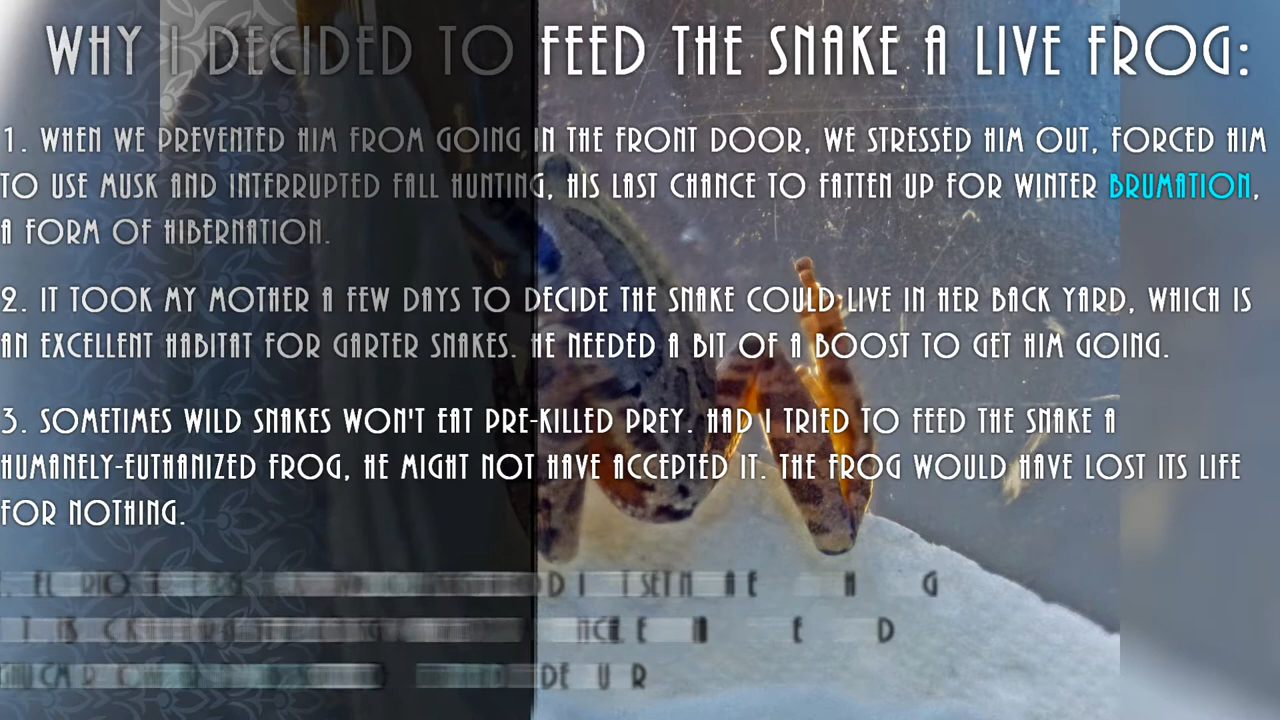 WHY I DECIDED TO FEED THE SNAKE A LIVE FROG:
1. WHEN WE PREVENTED HIM FROM GOING IN THE FRONT DOOR, WE STRESSED HIM OUT, FORCED HIM
TO USE MUSK AND INTERRUPTED FALL HUNTING, HIS LAST CHANCE TO FATTEN UP FOR WINTER BRUMATION,
A FORM OF HIBERNATION.
2. IT TOOK MY MOTHER A FEW DAYS TO DECIDE THE SNAKE COULD LIVE IN HER BACK YARD, WHICH IS
AN EXCELLENT HABITAT FOR GARTER SNAKES. HE NEEDED A BIT OF A BOOST TO GET HIM GOING.
3. SOMETIMES WILD SNAKES WON'T EAT PRE-KILLED PREY. HAD I TRIED TO FEED THE SNAKE A
HUMANELY-EUTHANIZED FROG, HE MIGHT NOT HAVE ACCEPTED IT. THE FROG WOULD HAVE LOST ITS LIFE
FOR NOTHING.